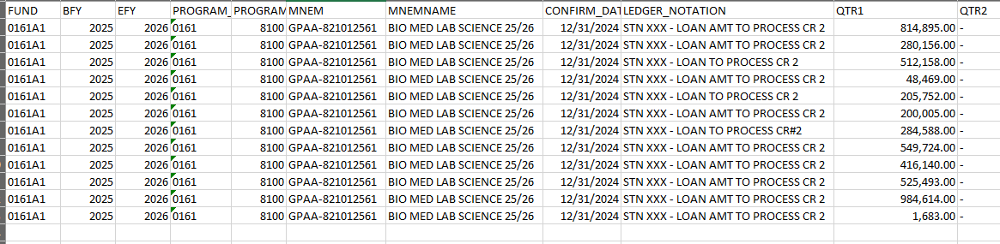 FUND BFY EFY PROGRAM_ PROGRAM MNEM MNEMNAME CONFIRM_DAT LEDGER_NOTATION QTR1 QTR2
0161A1 2025 2026 0161 8100 GPAA-821012561 BIO MED LAB SCIENCE 25/26 12/31/2024 STN XXX - LOAN AMT TO PROCESS CR 2 814,895.00 -
0161A1 2025 2026 0161 8100 GPAA-821012561 BIO MED LAB SCIENCE 25/26 12/31/2024 STN XXX - LOAN AMT TO PROCESS CR 2 280,156.00 -
0161A1 2025 2026 0161 8100 GPAA-821012561 BIO MED LAB SCIENCE 25/26 12/31/2024 STN XXX - LOAN TO PROCESS CR 2 512,158.00 -
0161A1 2025 2026 0161 8100 GPAA-821012561 BIO MED LAB SCIENCE 25/26 12/31/2024 STN XXX - LOAN AMT TO PROCESS CR 2 48,469.00 -
0161A1 2025 2026 0161 8100 GPAA-821012561 BIO MED LAB SCIENCE 25/26 12/31/2024 STN XXX - LOAN TO PROCESS CR 2 205,752.00 -
0161A1 2025 2026 0161 8100 GPAA-821012561 BIO MED LAB SCIENCE 25/26 12/31/2024 STN XXX - LOAN AMT TO PROCESS CR 2 200,005.00 -
0161A1 2025 2026 0161 8100 GPAA-821012561 BIO MED LAB SCIENCE 25/26 12/31/2024 STN XXX - LOAN TO PROCESS CR#2 284,588.00 -
0161A1 2025 2026 0161 8100 GPAA-821012561 BIO MED LAB SCIENCE 25/26 12/31/2024 STN XXX - LOAN AMT TO PROCESS CR 2 549,724.00 -
0161A1 2025 2026 0161 8100 GPAA-821012561 BIO MED LAB SCIENCE 25/26 12/31/2024 STN XXX - LOAN AMT TO PROCESS CR 2 416,140.00 -
0161A1 2025 2026 0161 8100 GPAA-821012561 BIO MED LAB SCIENCE 25/26 12/31/2024 STN XXX - LOAN AMT TO PROCESS CR 2 525,493.00 -
0161A1 2025 2026 0161 8100 GPAA-821012561 BIO MED LAB SCIENCE 25/26 12/31/2024 STN XXX - LOAN AMT TO PROCESS CR 2 984,614.00 -
0161A1 2025 2026 0161 8100 GPAA-821012561 BIO MED LAB SCIENCE 25/26 12/31/2024 STN XXX - LOAN AMT TO PROCESS CR 2 1,683.00 -